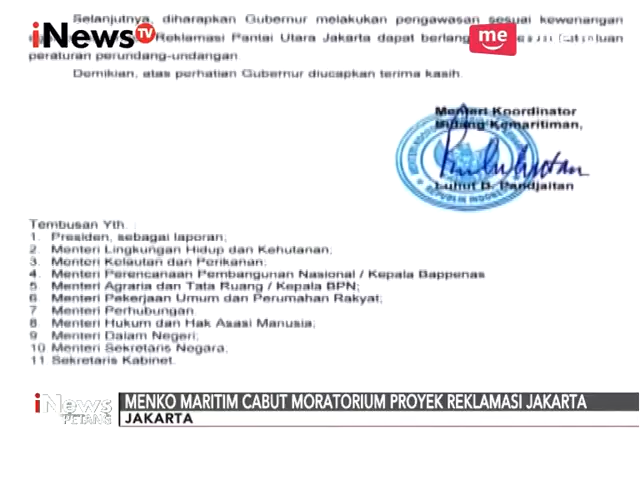 Selanjutnya, diharapkan Gubernur melakukan pengawasan sesuai kewenangan
iNews TV
Reklamasi Pantai Utara Jakarta dapat
me
peraturan perundang-undangan
Demikian, atas perhatian Gubernur diucapkan terima kasih.
Menteri Koordinator
Bidang Kemaritiman,
REPUBLIK INDONESIA
Luhut B. Pandjaitan
Tembusan Yth. :
1. Presiden, sebagai laporan;
2. Menteri Lingkungan Hidup dan Kehutanan;
3. Menteri Kelautan dan Perikanan;
4. Menteri Perencanaan Pembangunan Nasional / Kepala Bappenas
5. Menteri Agraria dan Tata Ruang / Kepala BPN;
6. Menteri Pekerjaan Umum dan Perumahan Rakyat;
7 Menteri Perhubungan
8. Menteri Hukum dan Hak Asasi Manusia;
9. Menteri Dalam Negeri;
10 Menteri Sekretaris Negara;
11 Sekretaris Kabinet.
iNews PETANG
MENKO MARITIM CABUT MORATORIUM PROYEK REKLAMASI JAKARTA
JAKARTA